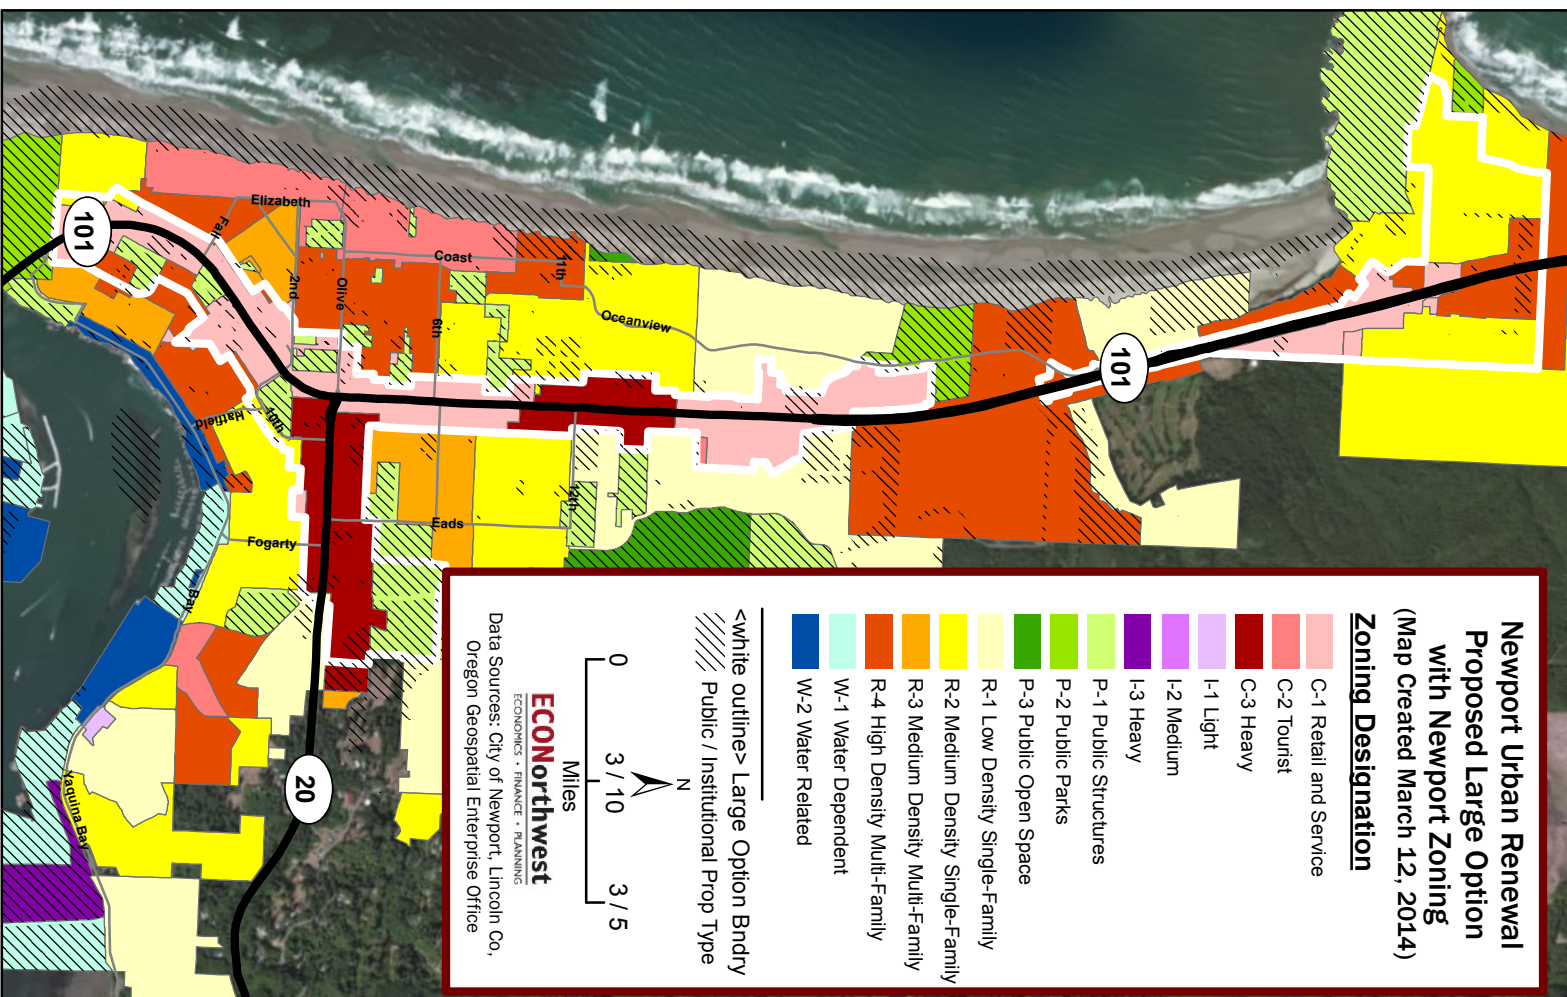 Newport Urban Renewal
Proposed Large Option
with Newport Zoning
(Map Created March 12, 2014)
Zoning Designation
C-1 Retail and Service
C-2 Tourist
C-3 Heavy
I-1 Light
I-2 Medium
I-3 Heavy
P-1 Public Structures
P-2 Public Parks
P-3 Public Open Space
R-1 Low Density Single-Family
R-2 Medium Density Single-Family
R-3 Medium Density Multi-Family
R-4 High Density Multi-Family
W-1 Water Dependent
W-2 Water Related
<white outline> Large Option Bndry
Public / Institutional Prop Type
N
0
3 / 10
3 / 5
Miles
ECONorthwest
ECONOMICS • FINANCE • PLANNING
Data Sources: City of Newport, Lincoln Co,
Oregon Geospatial Enterprise Office
101
101
20
Elizabeth
Fall
2nd
Olive
Coast
6th
11th
Oceanview
10th
Hatfield
12th
Eads
Fogarty
Bay
Yaquina Bay